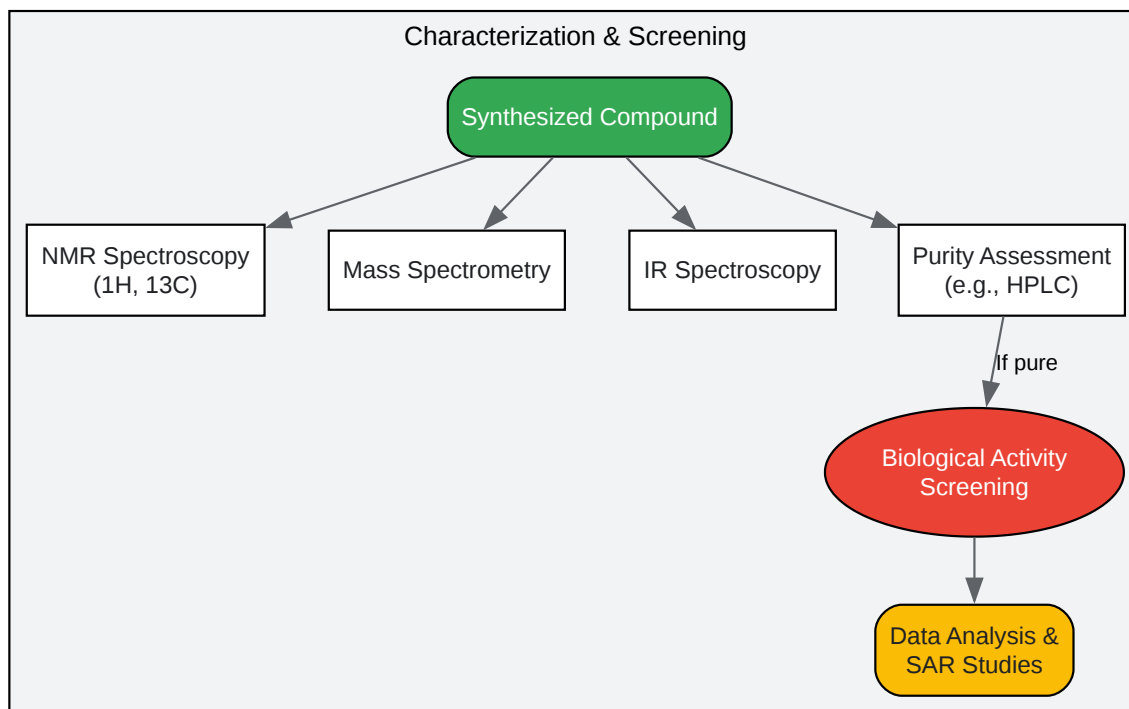 Characterization & Screening
Synthesized Compound
NMR Spectroscopy
(1H, 13C)
Mass Spectrometry
IR Spectroscopy
Purity Assessment
(e.g., HPLC)
If pure
Biological Activity
Screening
Data Analysis &
SAR Studies